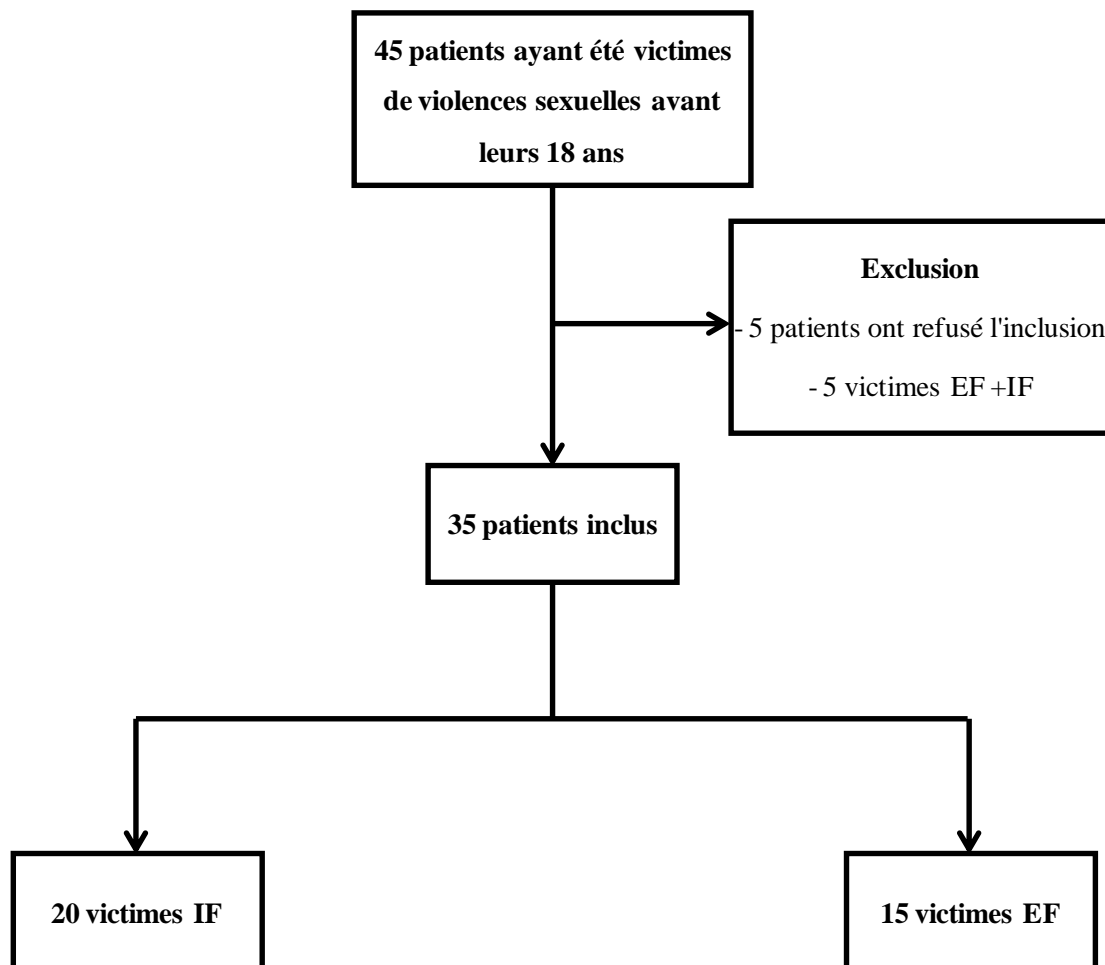 45 patients ayant été victimes
de violences sexuelles avant
leurs 18 ans
Exclusion
- 5 patients ont refusé l'inclusion
- 5 victimes EF +IF
35 patients inclus
20 victimes IF
15 victimes EF